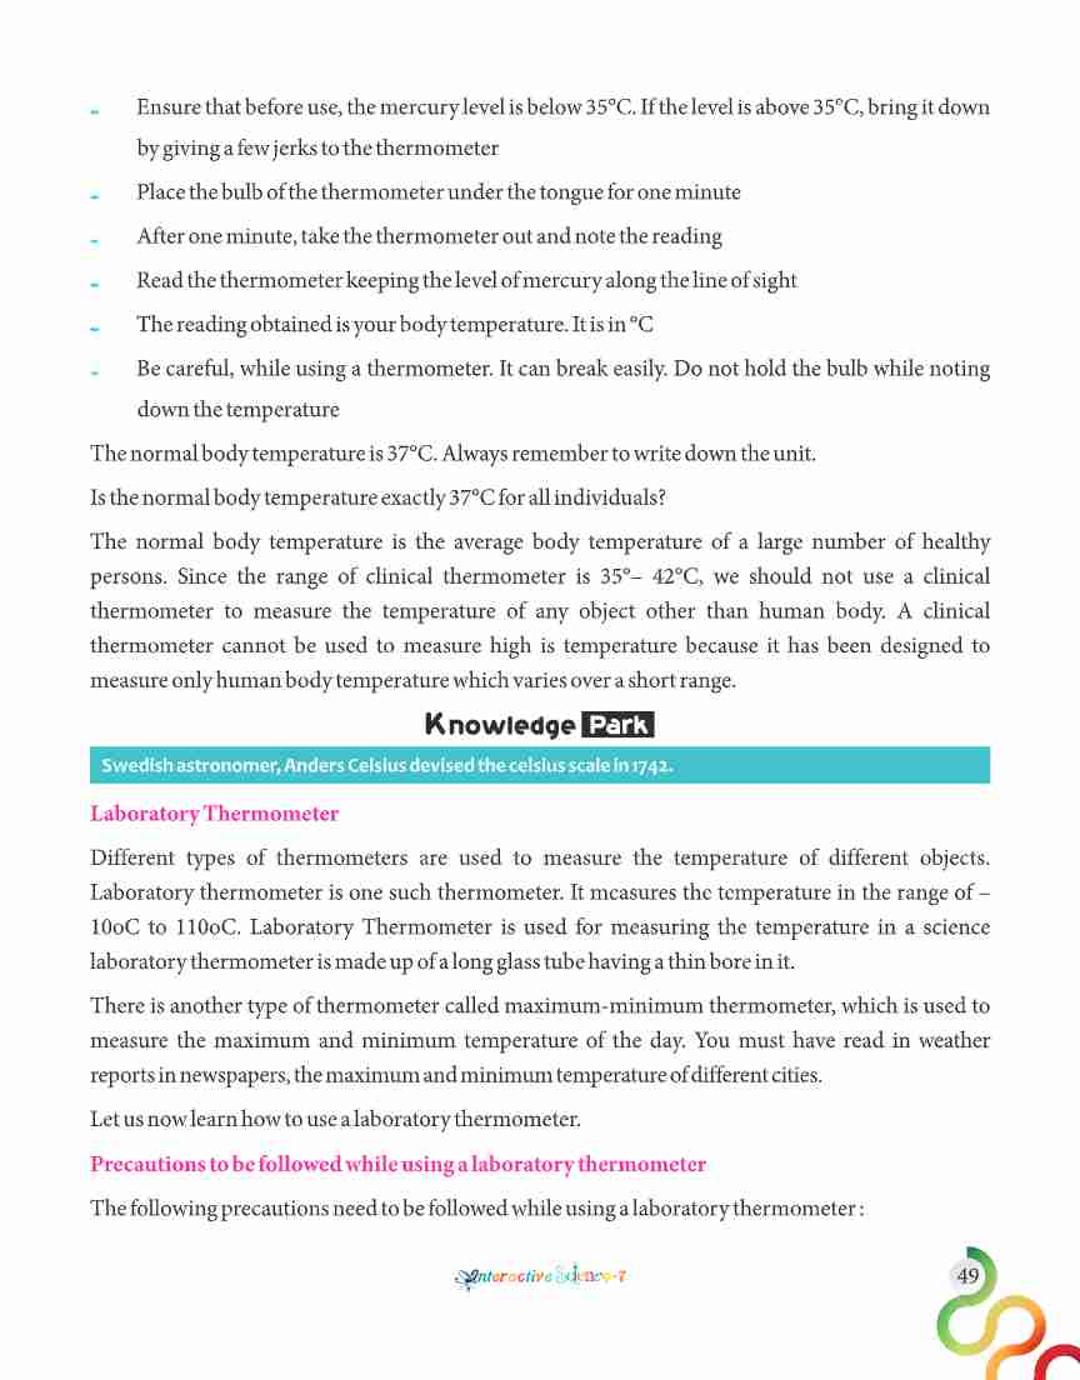 - Ensure that before use, the mercury level is below 35°C. If the level is above 35°C, bring it down
by giving a few jerks to the thermometer
- Place the bulb of the thermometer under the tongue for one minute
- After one minute, take the thermometer out and note the reading
- Read the thermometer keeping the level of mercury along the line of sight
- The reading obtained is your body temperature. It is in °C
- Be careful, while using a thermometer. It can break easily. Do not hold the bulb while noting
down the temperature
The normal body temperature is 37°C. Always remember to write down the unit.
Is the normal body temperature exactly 37°C for all individuals?
The normal body temperature is the average body temperature of a large number of healthy
persons. Since the range of clinical thermometer is 35°– 42°C, we should not use a clinical
thermometer to measure the temperature of any object other than human body. A clinical
thermometer cannot be used to measure high is temperature because it has been designed to
measure only human body temperature which varies over a short range.
Knowledge Park
Swedish astronomer, Anders Celsius devised the celsius scale in 1742.
Laboratory Thermometer
Different types of thermometers are used to measure the temperature of different objects.
Laboratory thermometer is one such thermometer. It measures the temperature in the range of –
10oC to 110oC. Laboratory Thermometer is used for measuring the temperature in a science
laboratory thermometer is made up of a long glass tube having a thin bore in it.
There is another type of thermometer called maximum-minimum thermometer, which is used to
measure the maximum and minimum temperature of the day. You must have read in weather
reports in newspapers, the maximum and minimum temperature of different cities.
Let us now learn how to use a laboratory thermometer.
Precautions to be followed while using a laboratory thermometer
The following precautions need to be followed while using a laboratory thermometer :
Interactive Science-7
49